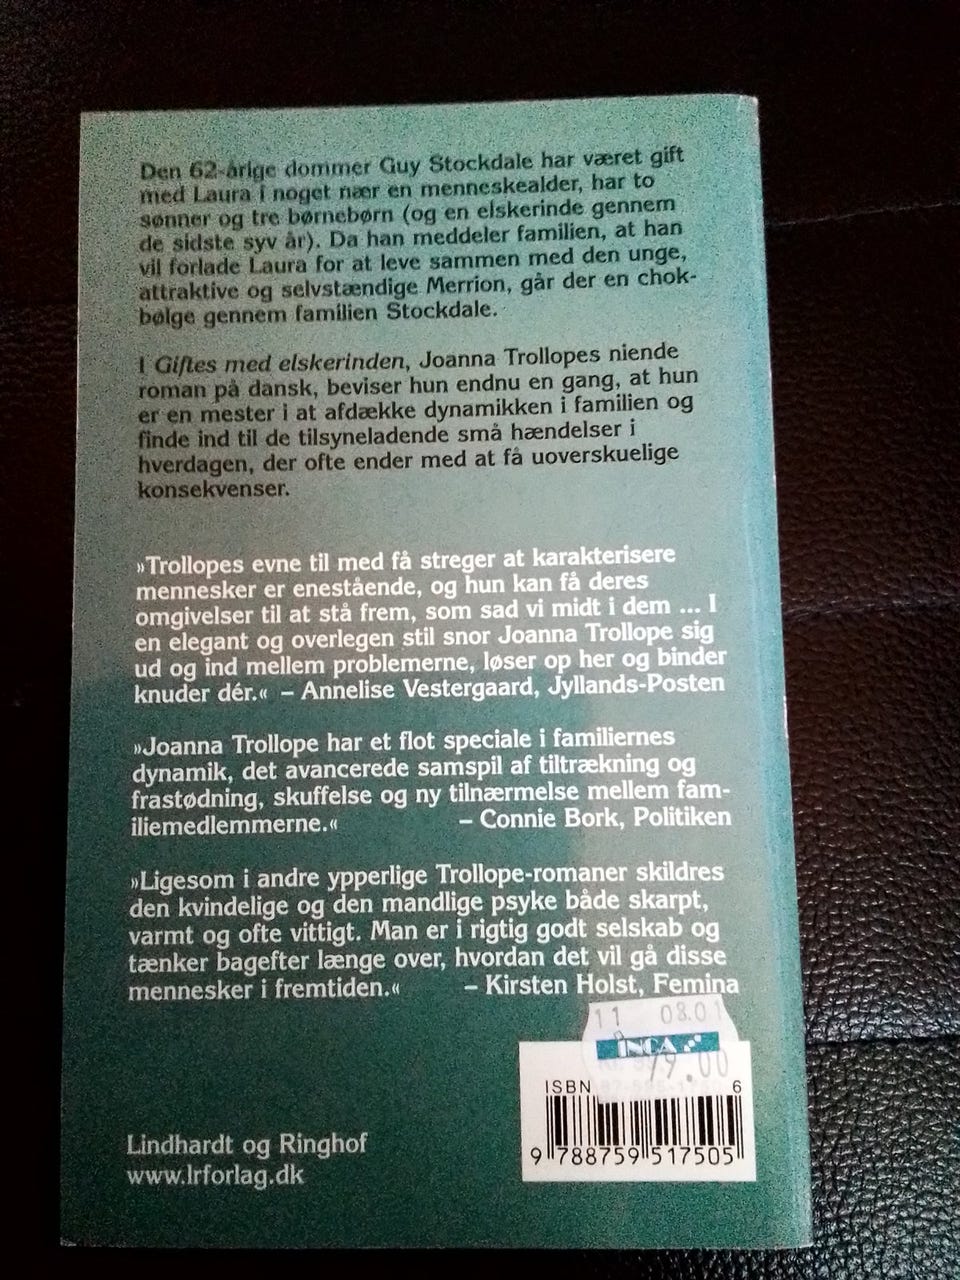 Den 62-årige dommer Guy Stockdale har været gift
med Laura i noget nær en menneskealder, har to
sønner og tre børnebørn (og en elskerinde gennem
de sidste syv år). Da han meddeler familien, at han
vil forlade Laura for at leve sammen med den unge,
attraktive og selvstændige Merrion, går der en chok-
bølge gennem familien Stockdale.
I Giftes med elskerinden, Joanna Trollopes niende
roman på dansk, beviser hun endnu en gang, at hun
er en mester i at afdække dynamikken i familien og
finde ind til de tilsyneladende små hændelser i
hverdagen, der ofte ender med at få uoverskuelige
konsekvenser.
»Trollopes evne til med få streger at karakterisere
mennesker er enestående, og hun kan få deres
omgivelser til at stå frem, som sad vi midt i dem ... I
en elegant og overlegen stil snor Joanna Trollope sig
ud og ind mellem problemerne, løser op her og binder
knuder dér.« – Annelise Vestergaard, Jyllands-Posten
»Joanna Trollope har et flot speciale i familiernes
dynamik, det avancerede samspil af tiltrækning og
frastødning, skuffelse og ny tilnærmelse mellem fam-
iliemedlemmerne.« – Connie Bork, Politiken
»Ligesom i andre ypperlige Trollope-romaner skildres
den kvindelige og den mandlige psyke både skarpt,
varmt og ofte vittigt. Man er i rigtig godt selskab og
tænker bagefter længe over, hvordan det vil gå disse
mennesker i fremtiden.« – Kirsten Holst, Femina
11 08.01
INGA
79.00
ISBN 6
9 788759 517505
Lindhardt og Ringhof
www.lrforlag.dk